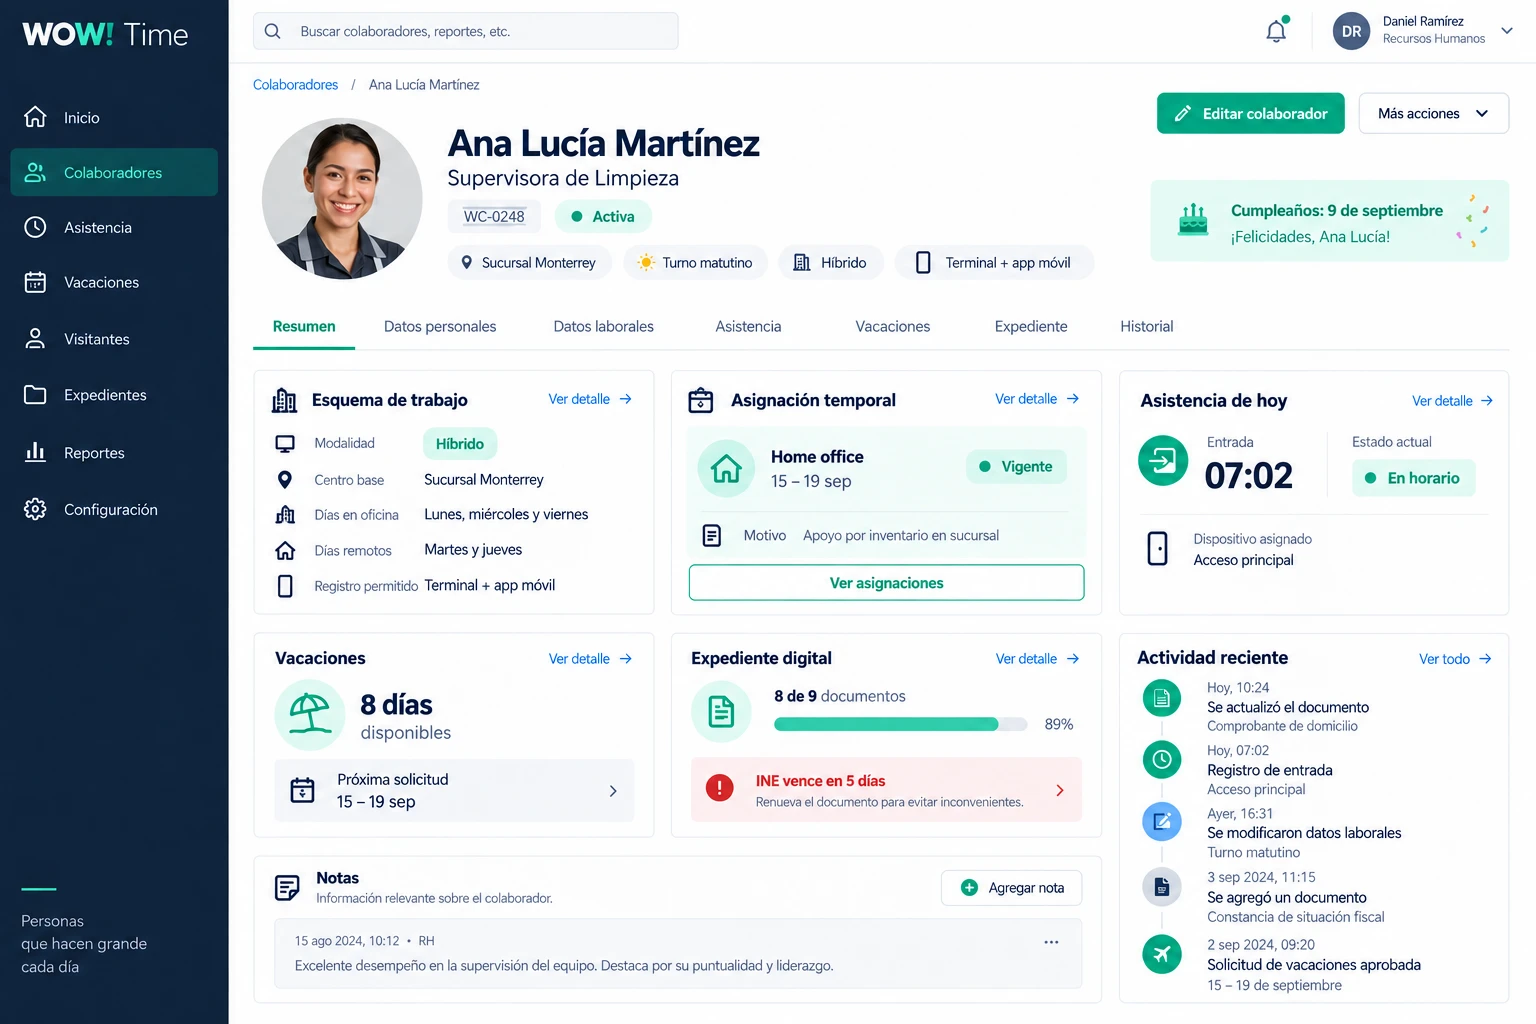 WOW! Time
Inicio
Colaboradores
Asistencia
Vacaciones
Visitantes
Expedientes
Reportes
Configuración
Personas
que hacen grande
cada día
Buscar colaboradores, reportes, etc.
DR
Daniel Ramírez
Recursos Humanos
Colaboradores / Ana Lucía Martínez
Editar colaborador
Más acciones
Ana Lucía Martínez
Supervisora de Limpieza
WC-0248
Activa
Sucursal Monterrey
Turno matutino
Híbrido
Terminal + app móvil
Cumpleaños: 9 de septiembre
¡Felicidades, Ana Lucía!
Resumen
Datos personales
Datos laborales
Asistencia
Vacaciones
Expediente
Historial
Esquema de trabajo
Ver detalle →
Modalidad Híbrido
Centro base Sucursal Monterrey
Días en oficina Lunes, miércoles y viernes
Días remotos Martes y jueves
Registro permitido Terminal + app móvil
Asignación temporal
Ver detalle →
Home office
15 – 19 sep
Vigente
Motivo Apoyo por inventario en sucursal
Ver asignaciones
Asistencia de hoy
Ver detalle →
Entrada
07:02
Estado actual
En horario
Dispositivo asignado
Acceso principal
Vacaciones
Ver detalle →
8 días
disponibles
Próxima solicitud
15 – 19 sep
Expediente digital
Ver detalle →
8 de 9 documentos
89%
INE vence en 5 días
Renueva el documento para evitar inconvenientes.
Actividad reciente
Ver todo →
Hoy, 10:24
Se actualizó el documento
Comprobante de domicilio
Hoy, 07:02
Registro de entrada
Acceso principal
Ayer, 16:31
Se modificaron datos laborales
Turno matutino
3 sep 2024, 11:15
Se agregó un documento
Constancia de situación fiscal
2 sep 2024, 09:20
Solicitud de vacaciones aprobada
15 – 19 de septiembre
Notas
Información relevante sobre el colaborador.
Agregar nota
15 ago 2024, 10:12 • RH
Excelente desempeño en la supervisión del equipo. Destaca por su puntualidad y liderazgo.